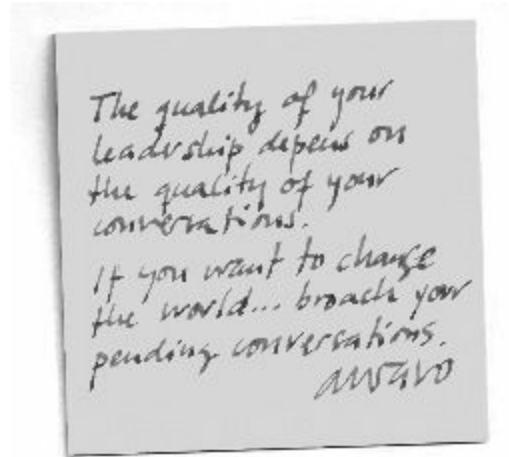 The quality of your
leadership depens on
the quality of your
conversations.
If you want to change
the world... broach your
pending conversations.
alvaro